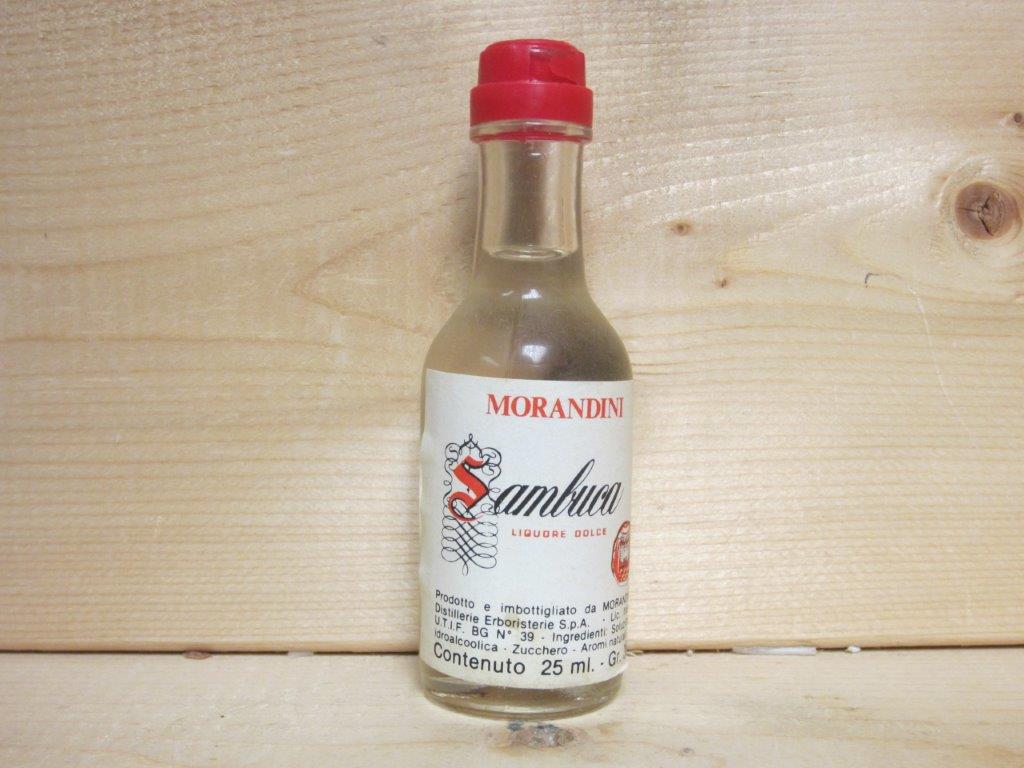 MORANDINI
Sambuca
LIQUORE DOLCE
Prodotto e imbottigliato da
Distillerie Erboristerie S.p.A. - Lic.
U.T.I.F. BG N° 39 - Ingredienti:
Idroalcoolica - Zucchero - Aromi
Contenuto 25 ml. - Gr.